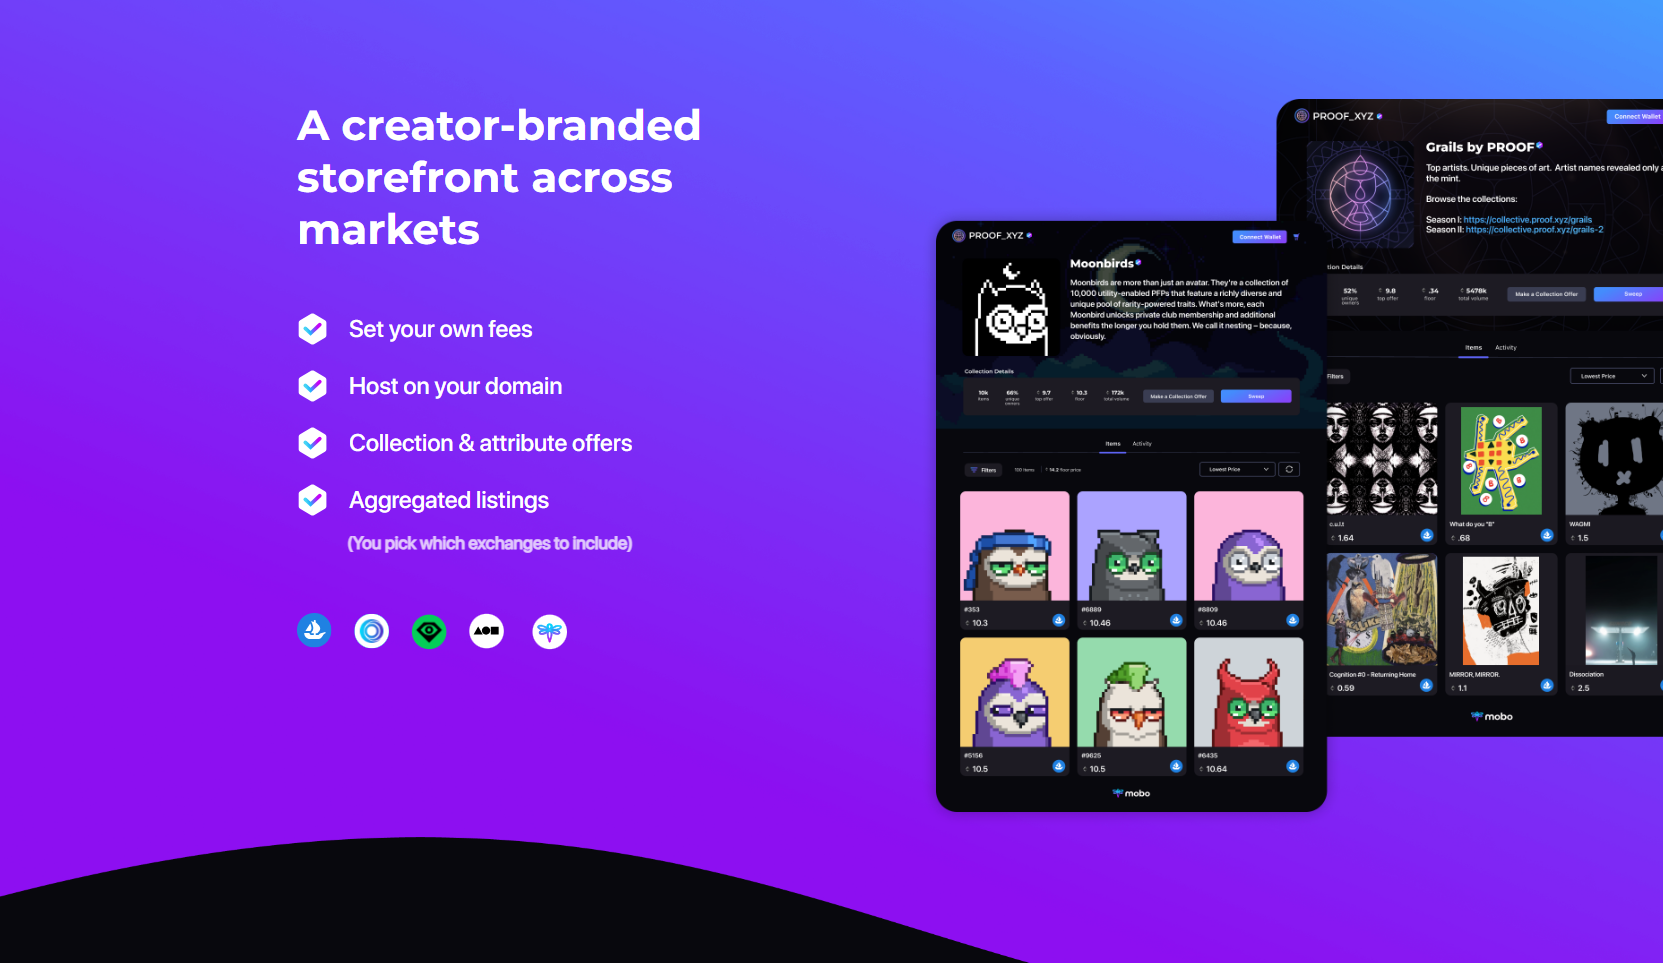 A creator-branded
storefront across
markets
Set your own fees
Host on your domain
Collection & attribute offers
Aggregated listings
(You pick which exchanges to include)
PROOF_XYZ
Connect Wallet
Moonbirds
Moonbirds are more than just an avatar. They're a collection of
10,000 utility-enabled PFPs that feature a richly diverse and
unique pool of rarity-powered traits. What's more, each
Moonbird unlocks private club membership and additional
benefits the longer you hold them. We call it nesting – because,
obviously.
Collection Details
10k 66% 9.7 10.3 172k
items unique owners top offer floor total volume
Make a Collection Offer
Sweep
Items Activity
Filters
100 items 14.2 floor price
Lowest Price
#353
10.3
#6889
10.46
#8809
10.46
#5156
10.5
#9625
10.5
#6435
10.64
mobo
PROOF_XYZ
Connect Wallet
Grails by PROOF
Top artists. Unique pieces of art. Artist names revealed only a
the mint.
Browse the collections:
Season I: https://collective.proof.xyz/grails
Season II: https://collective.proof.xyz/grails-2
tion Details
52% 9.8 .34 5478k
unique owners top offer floor total volume
Make a Collection Offer
Sweep
Items Activity
Filters
Lowest Price
c.u.l.t
1.64
What do you "B"
.68
WAGMI
1.5
Cognition #0 - Returning Home
0.59
MIRROR, MIRROR.
1.1
Dissociation
2.5
mobo